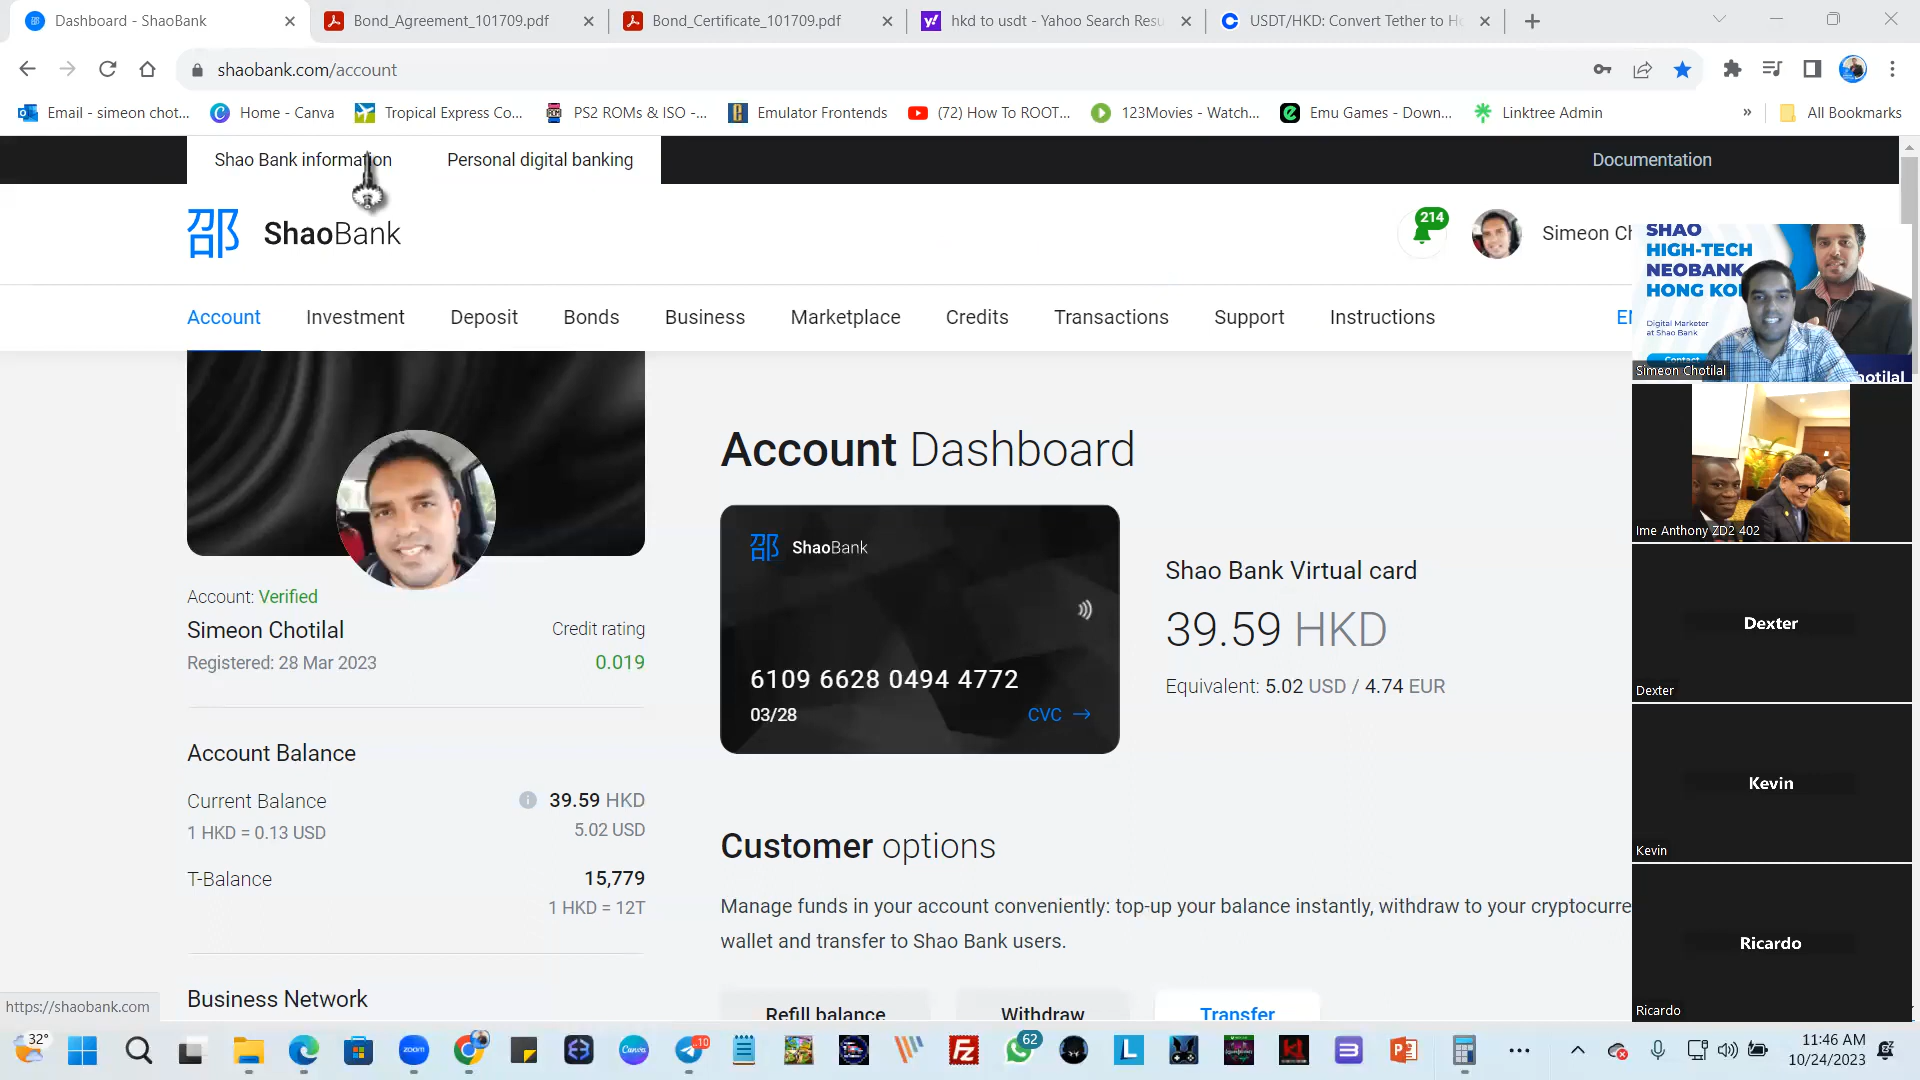 Dashboard - ShaoBank
Bond_Agreement_101709.pdf
Bond_Certificate_101709.pdf
hkd to usdt - Yahoo Search Resu
USDT/HKD: Convert Tether to Ho
shaobank.com/account
Email - simeon chot...
Home - Canva
Tropical Express Co...
PS2 ROMs & ISO -...
Emulator Frontends
(72) How To ROOT...
123Movies - Watch...
Emu Games - Down...
Linktree Admin
»
All Bookmarks
Shao Bank information
Personal digital banking
Documentation
邵 ShaoBank
214
Simeon Ch
Account
Investment
Deposit
Bonds
Business
Marketplace
Credits
Transactions
Support
Instructions
EN
Account: Verified
Simeon Chotilal
Credit rating
Registered: 28 Mar 2023
0.019
Account Balance
Current Balance
39.59 HKD
1 HKD = 0.13 USD
5.02 USD
T-Balance
15,779
1 HKD = 12T
Business Network
Account Dashboard
邵 ShaoBank
6109 6628 0494 4772
03/28
CVC →
Shao Bank Virtual card
39.59 HKD
Equivalent: 5.02 USD / 4.74 EUR
Customer options
Manage funds in your account conveniently: top-up your balance instantly, withdraw to your cryptocurre
wallet and transfer to Shao Bank users.
Refill balance
Withdraw
Transfer
SHAO
HIGH-TECH
NEOBANK
HONG KO
Digital Marketer
at Shao Bank
Contact
hotilal
Simeon Chotilal
Ime Anthony ZD2 402
Dexter
Dexter
Kevin
Kevin
Ricardo
Ricardo
https://shaobank.com
32°
zoom
Canva
10
62
11:46 AM
10/24/2023